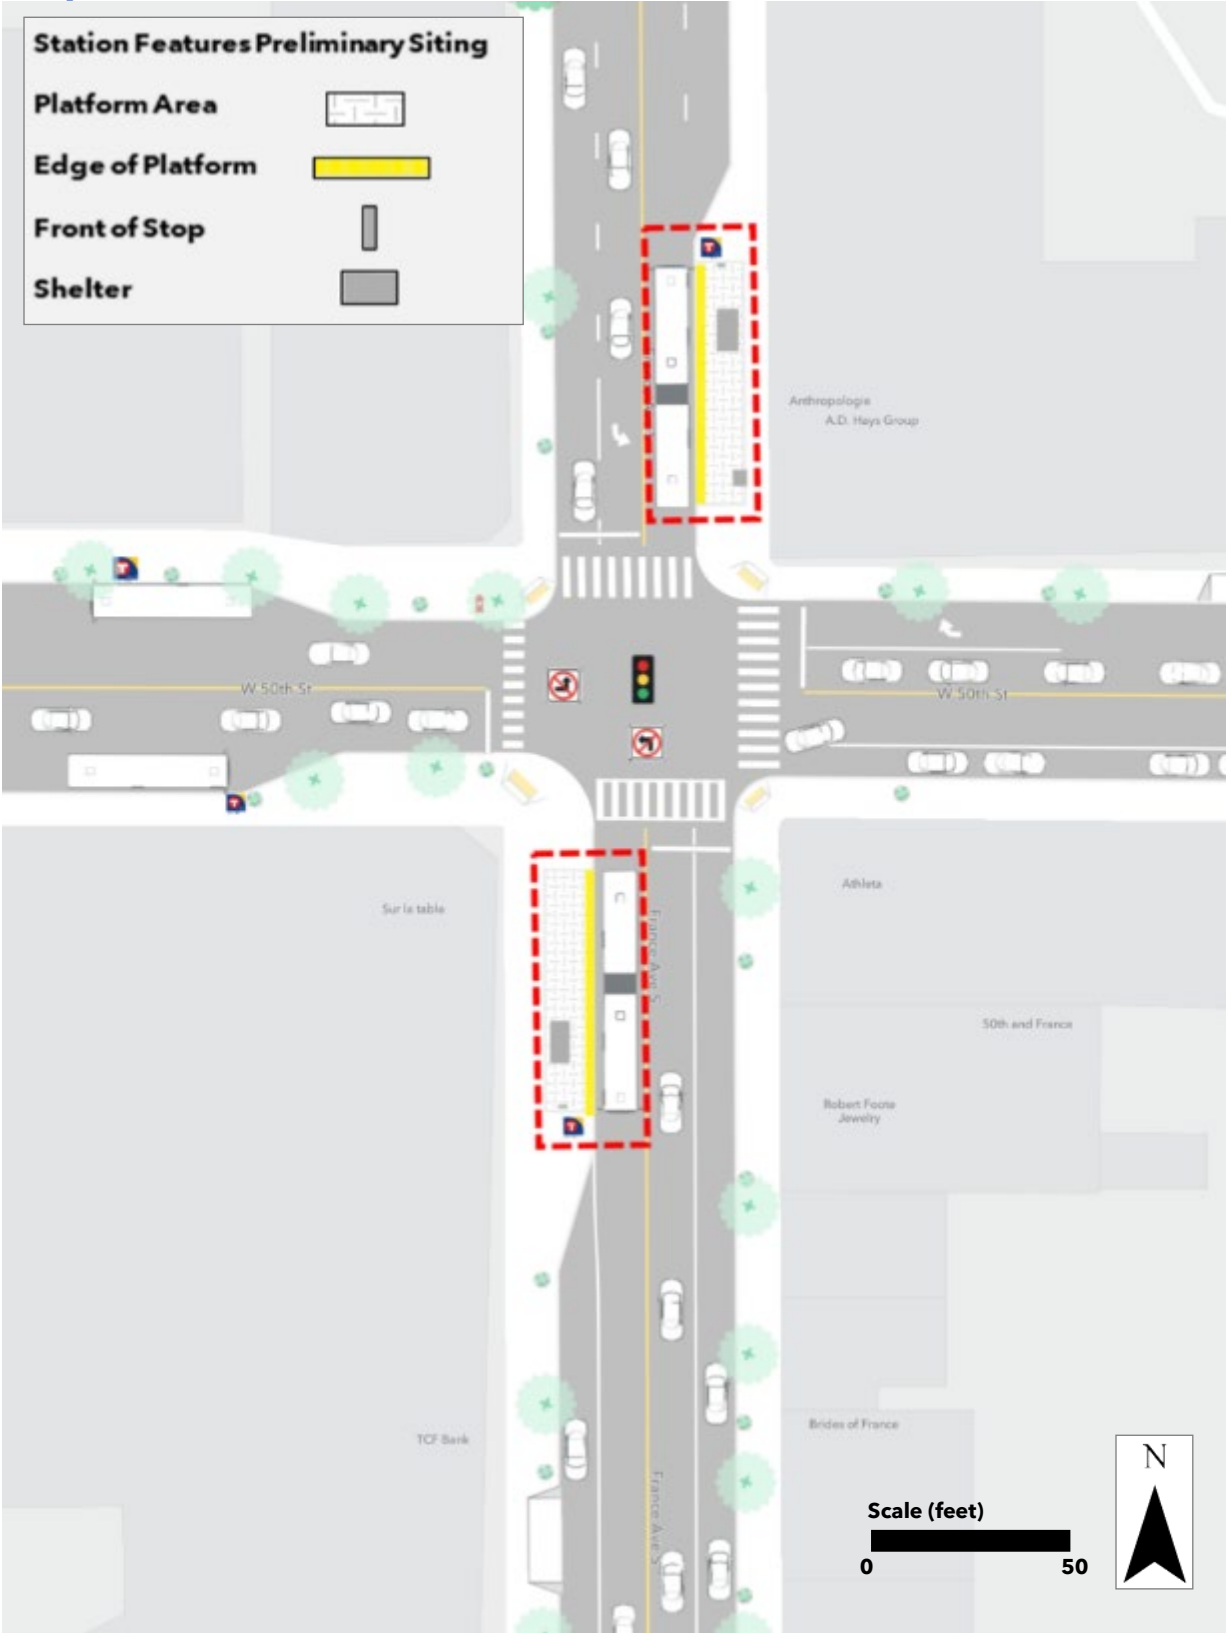 Station Features Preliminary Siting
Platform Area
Edge of Platform
Front of Stop
Shelter
T
Anthropologie
A.D. Hays Group
T
W 50th St
W 50th St
T
Sur la table
Athleta
France Ave S
50th and France
Robert Foote
Jewelry
T
Brides of France
TCF Bank
France Ave S
N
Scale (feet)
0
50